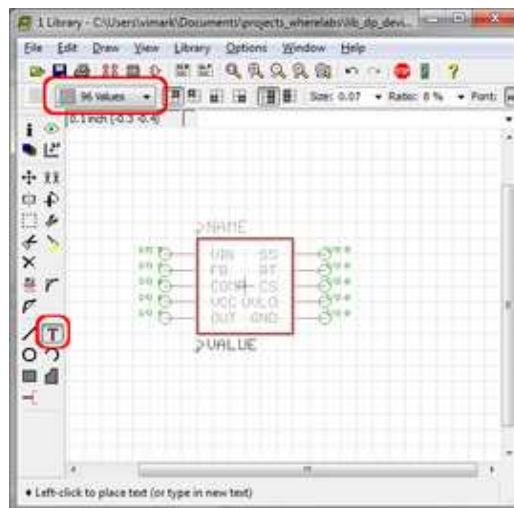 1 Library - C:\Users\vimark\Documents\projects_wherelabs\lib_dp_devi...
File Edit Draw View Library Options Window Help
96 Values Size: 0.07 Ratio: 8 % Font:
0.1 inch (-0.3 -0.4)
>NAME
VIN SS
FB RT
COMP CS
VCC UVLO
OUT GND
>VALUE
Left-click to place text (or type in new text)